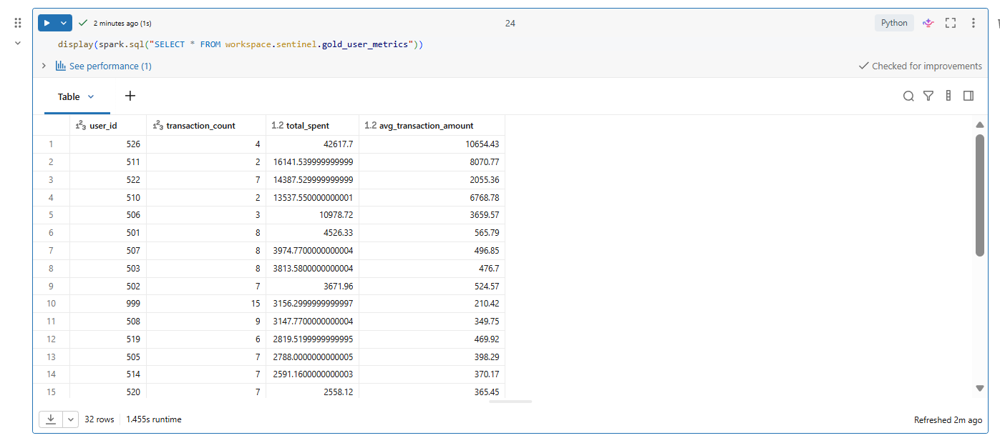 2 minutes ago (1s)
24
Python
display(spark.sql("SELECT * FROM workspace.sentinel.gold_user_metrics"))
See performance (1)
Checked for improvements
Table
1²3 user_id 1²3 transaction_count 1.2 total_spent 1.2 avg_transaction_amount
1 526 4 42617.7 10654.43
2 511 2 16141.539999999999 8070.77
3 522 7 14387.529999999999 2055.36
4 510 2 13537.550000000001 6768.78
5 506 3 10978.72 3659.57
6 501 8 4526.33 565.79
7 507 8 3974.7700000000004 496.85
8 503 8 3813.5800000000004 476.7
9 502 7 3671.96 524.57
10 999 15 3156.2999999999997 210.42
11 508 9 3147.7700000000004 349.75
12 519 6 2819.5199999999995 469.92
13 505 7 2788.0000000000005 398.29
14 514 7 2591.1600000000003 370.17
15 520 7 2558.12 365.45
32 rows 1.455s runtime
Refreshed 2m ago